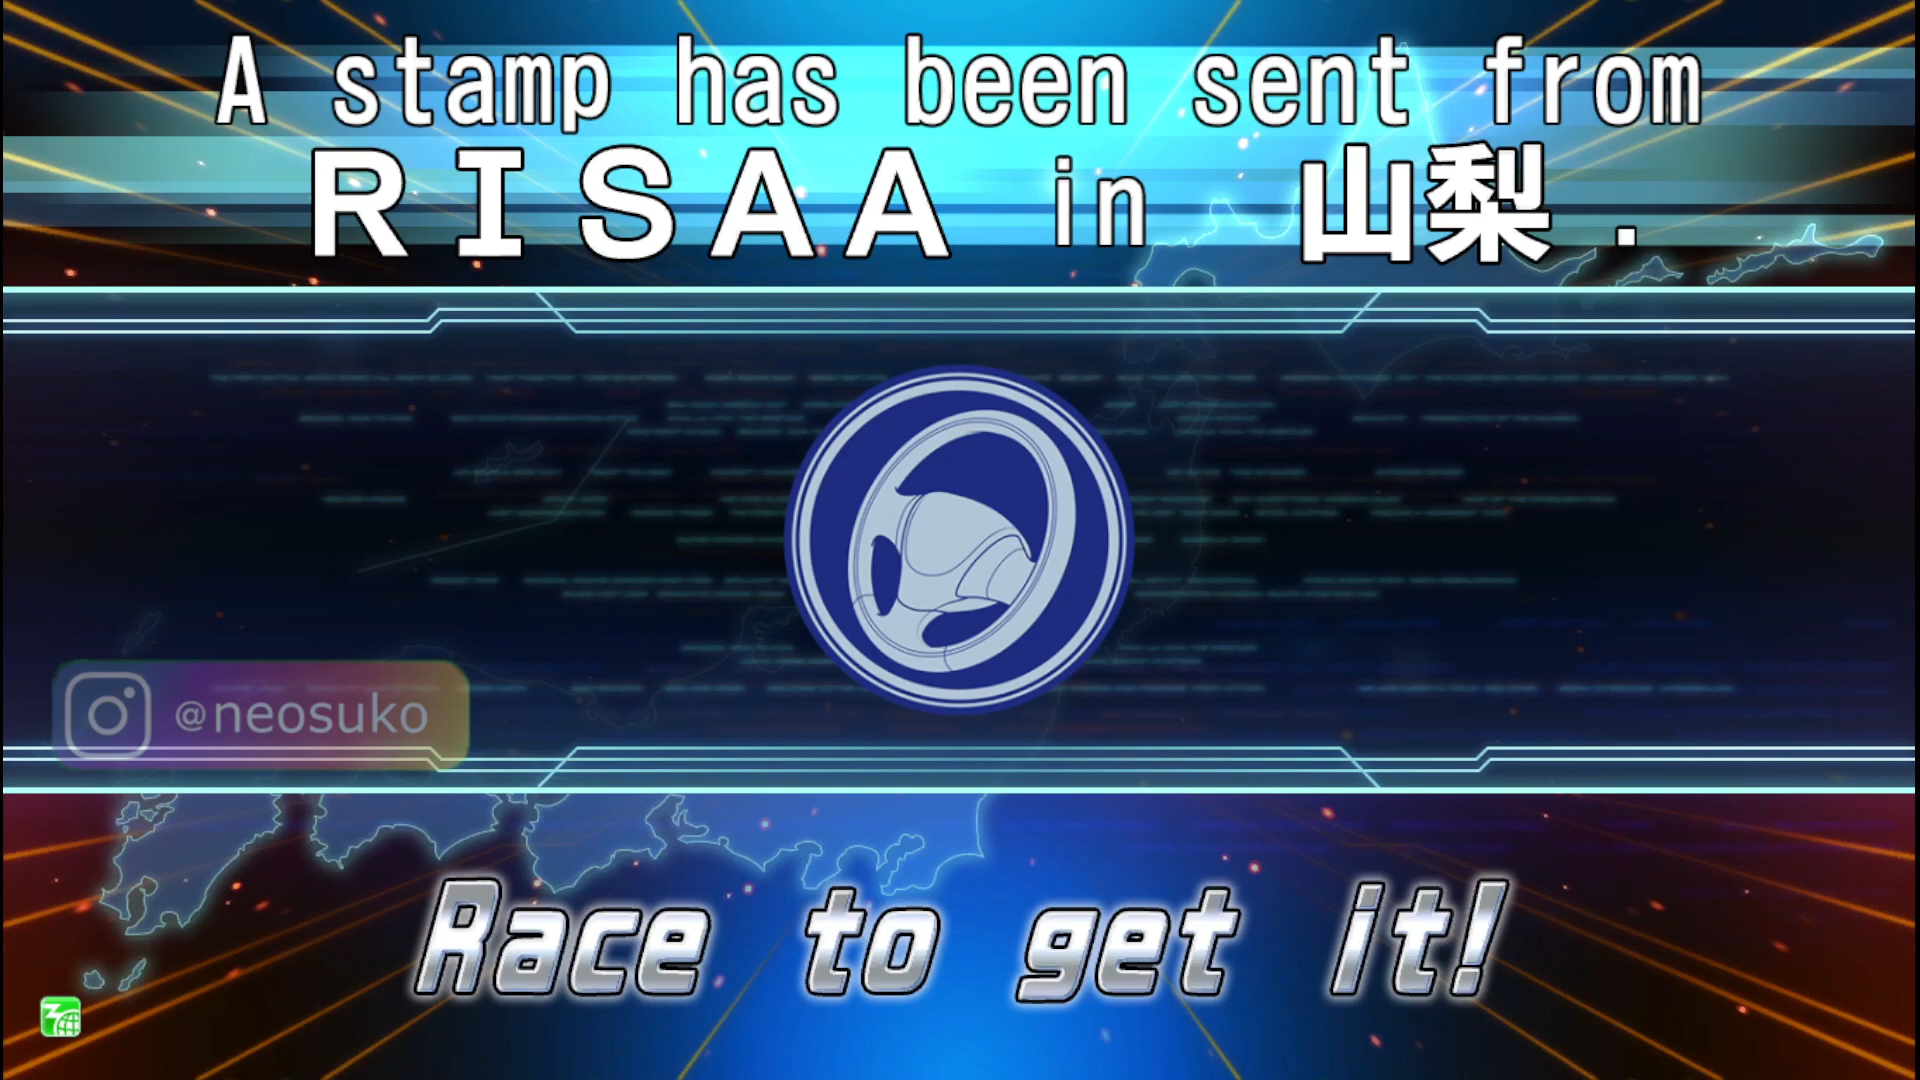 A stamp has been sent from
ＲＩＳＡＡ in 山梨.
@neosuko
Race to get it!